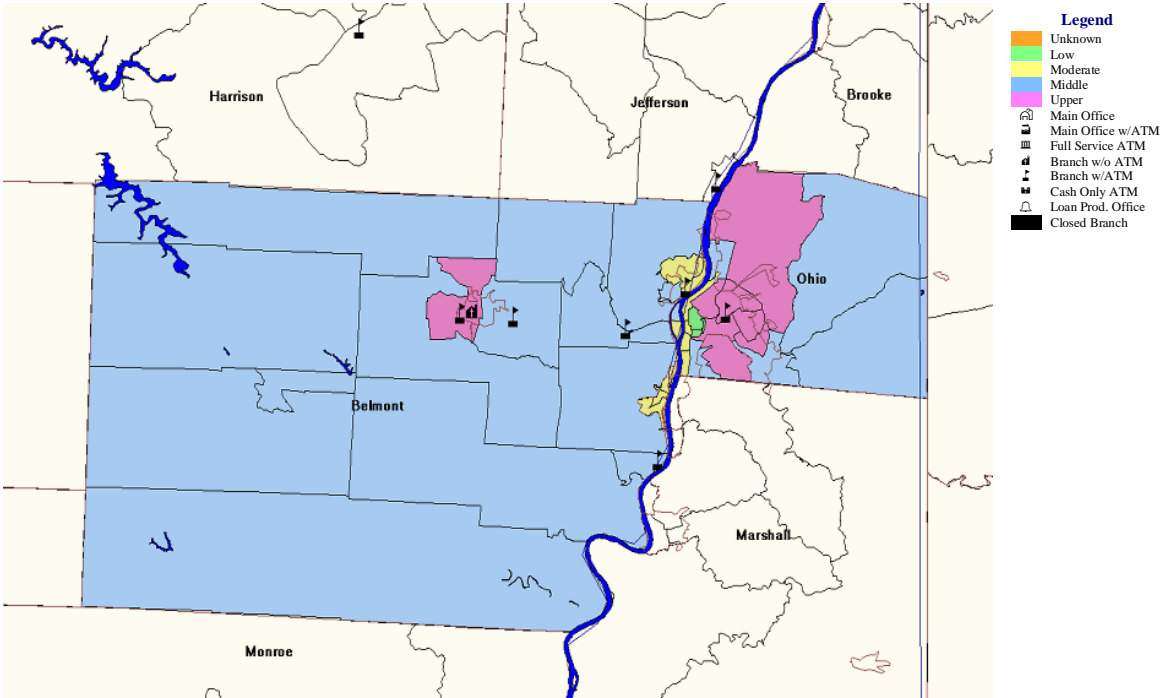 Legend
Unknown
Low
Moderate
Middle
Upper
Main Office
Main Office w/ATM
Full Service ATM
Branch w/o ATM
Branch w/ATM
Cash Only ATM
Loan Prod. Office
Closed Branch
Harrison
Jefferson
Brooke
Ohio
Belmont
Marshall
Monroe